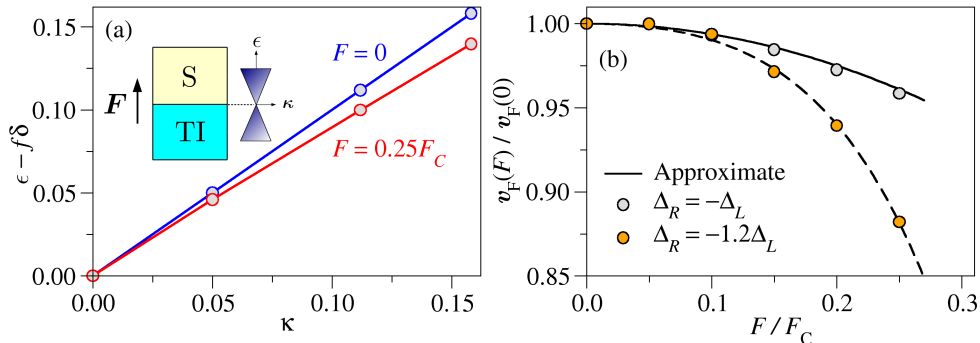 (a)
ϵ – fδ
0.15
0.10
0.05
0.00
0.00
0.05
0.10
0.15
κ
F = 0
F = 0.25F_C
F
S
TI
ϵ
κ
(b)
v_F(F) / v_F(0)
1.00
0.95
0.90
0.85
0.0
0.1
0.2
0.3
F / F_C
Approximate
Δ_R = –Δ_L
Δ_R = –1.2Δ_L